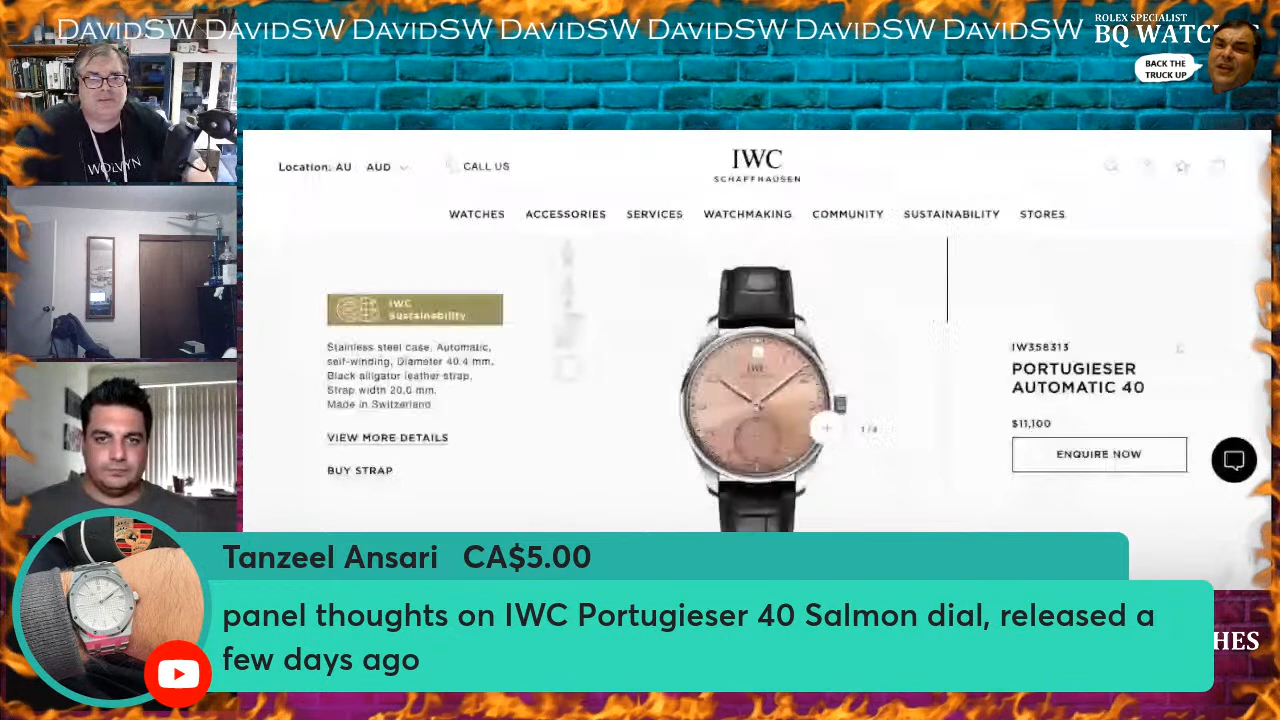 DAVIDSW DAVIDSW DAVIDSW DAVIDSW DAVIDSW DAVIDSW DAVIDSW
ROLEX SPECIALIST
BQ WATC
BACK THE
TRUCK UP
WOLVYN
Location: AU AUD
CALL US
IWC
SCHAFFHAUSEN
WATCHES ACCESSORIES SERVICES WATCHMAKING COMMUNITY SUSTAINABILITY STORES
IWC
Sustainability
Stainless steel case, Automatic,
self-winding, Diameter 40.4 mm,
Black alligator leather strap,
Strap width 20.0 mm,
Made in Switzerland
VIEW MORE DETAILS
BUY STRAP
IWC
1/4
IW358313
PORTUGIESER
AUTOMATIC 40
$11,100
ENQUIRE NOW
Tanzeel Ansari CA$5.00
panel thoughts on IWC Portugieser 40 Salmon dial, released a
few days ago
HES